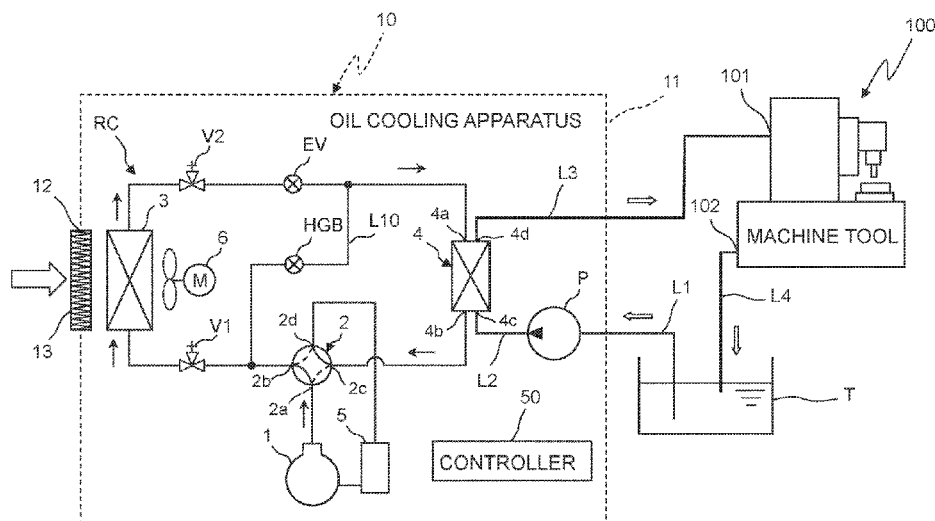 10
100
OIL COOLING APPARATUS
11
101
RC
V2
EV
L3
12
3
HGB
L10
4a
4d
102
6
4
MACHINE TOOL
M
P
L1
L4
13
V1
2d
2
4b
4c
2b
2c
L2
2a
50
T
1
5
CONTROLLER